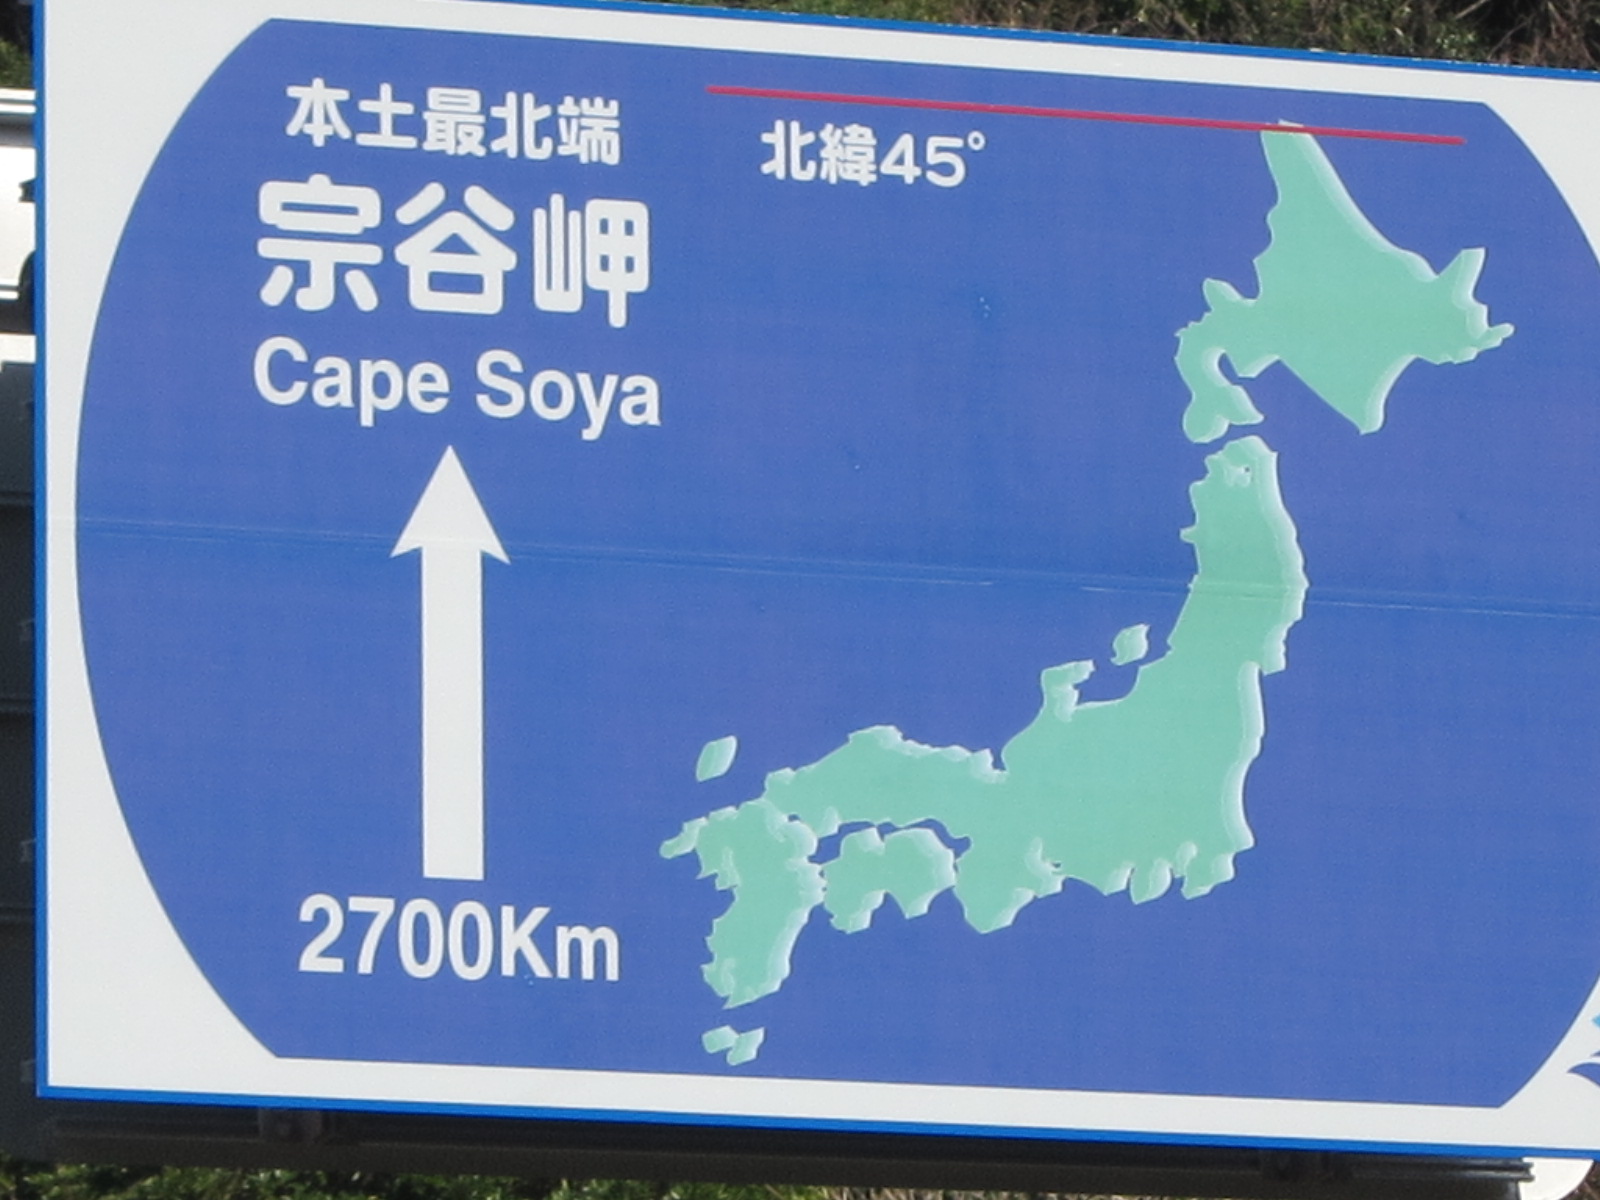 本土最北端
宗谷岬
Cape Soya
2700Km
北緯45°